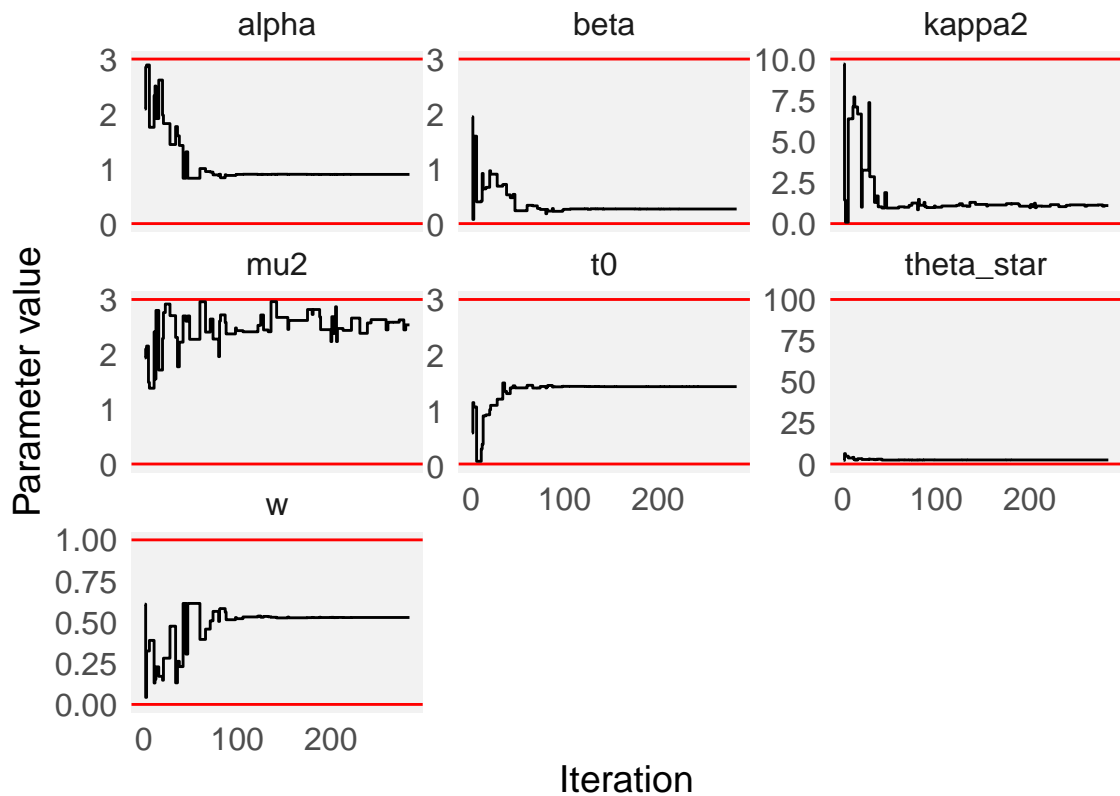 alpha beta kappa2
3 3 10.0
2 2 7.5
5.0
1 1 2.5
0 0 0.0
mu2 t0 theta_star
3 3 100
2 2 75
50
1 1 25
0 0 0
0 100 200 0 100 200
w
1.00
0.75
0.50
0.25
0.00
0 100 200
Iteration
Parameter value